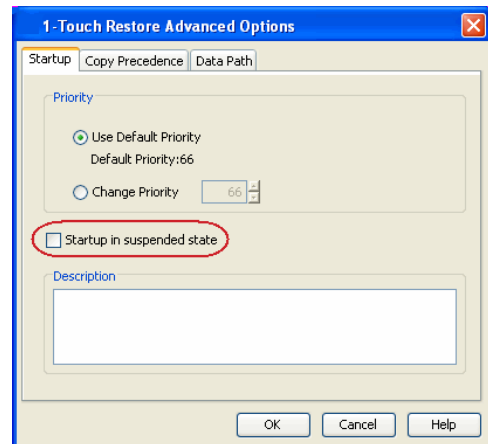 1-Touch Restore Advanced Options
Startup Copy Precedence Data Path
Priority
Use Default Priority
Default Priority:66
Change Priority 66
Startup in suspended state
Description
OK Cancel Help